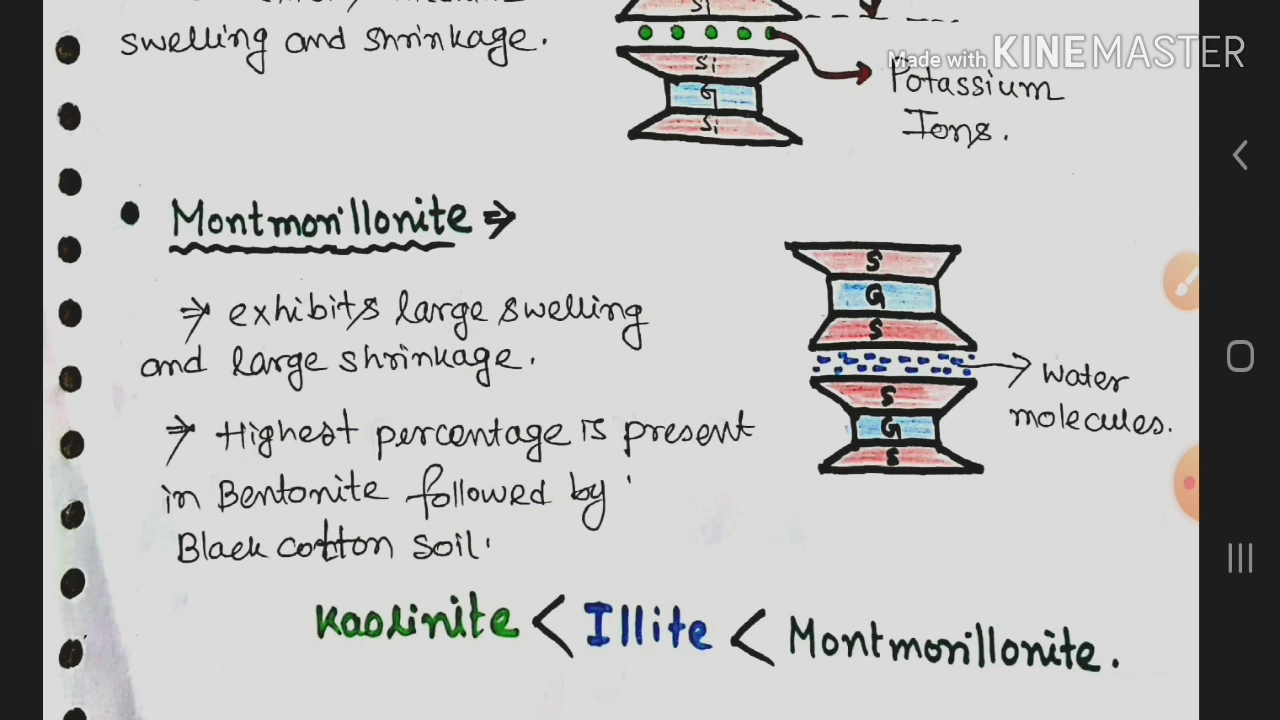 swelling and shrinkage.
Si
Made with KINEMASTER
Si
G
Si
Potassium
Ions.
• Montmorillonite ⇒
→ exhibits large swelling
and large shrinkage.
→ Highest percentage is present
in Bentonite followed by
Black cotton soil.
S
G
S
S
G
S
Water
molecules.
Kaolinite < Illite < Montmorillonite.